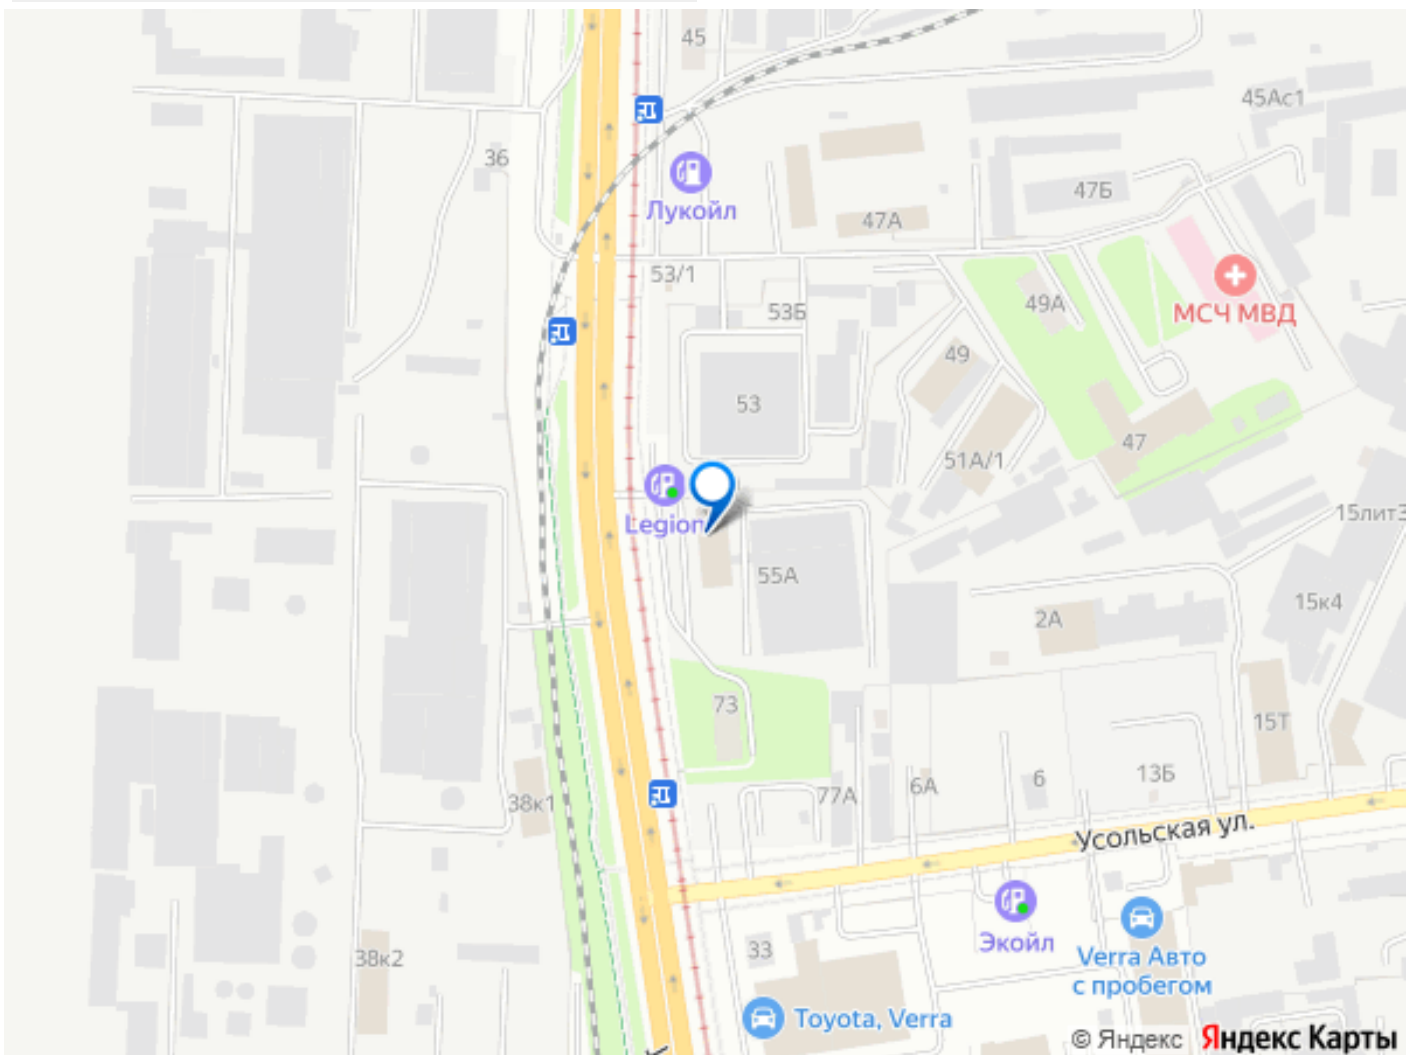 45
45Ас1
36
47Б
Лукойл
47А
53/1
49А
МСЧ МВД
53Б
49
53
47
51А/1
Legion
15лит3
55А
15к4
2А
73
15Т
13Б
6
6А
77А
38к1
Усольская ул.
Экойл
33
Verra Авто
с пробегом
38к2
Toyota, Verra
© Яндекс Яндекс Карты